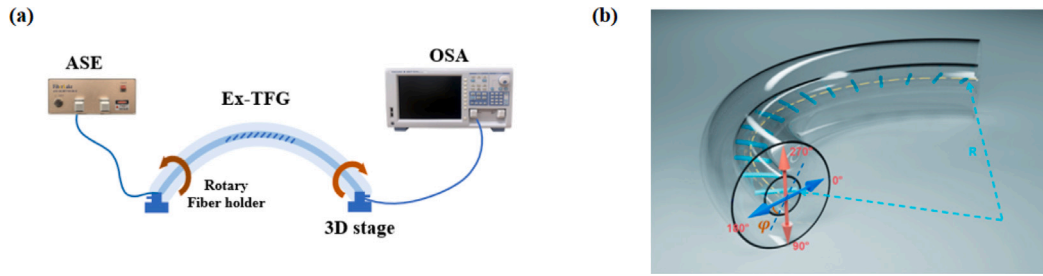 (a)
ASE
OSA
Ex-TFG
Rotary
Fiber holder
3D stage
(b)
270°
0°
R
180°
φ
90°